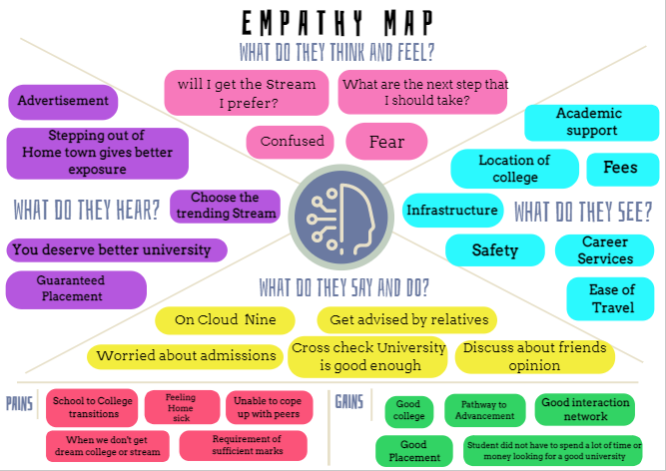 EMPATHY MAP
WHAT DO THEY THINK AND FEEL?
will I get the Stream
I prefer?
What are the next step that
I should take?
Confused
Fear
Advertisement
Stepping out of
Home town gives better
exposure
WHAT DO THEY HEAR?
Choose the
trending Stream
You deserve better university
Guaranteed
Placement
Academic
support
Location of
college
Fees
Infrastructure
WHAT DO THEY SEE?
Safety
Career
Services
Ease of
Travel
WHAT DO THEY SAY AND DO?
On Cloud Nine
Get advised by relatives
Worried about admissions
Cross check University
is good enough
Discuss about friends
opinion
PAINS
School to College
transitions
Feeling
Home
sick
Unable to cope
up with peers
When we don't get
dream college or stream
Requirement of
sufficient marks
GAINS
Good
college
Pathway to
Advancement
Good interaction
network
Good
Placement
Student did not have to spend a lot of time or
money looking for a good university